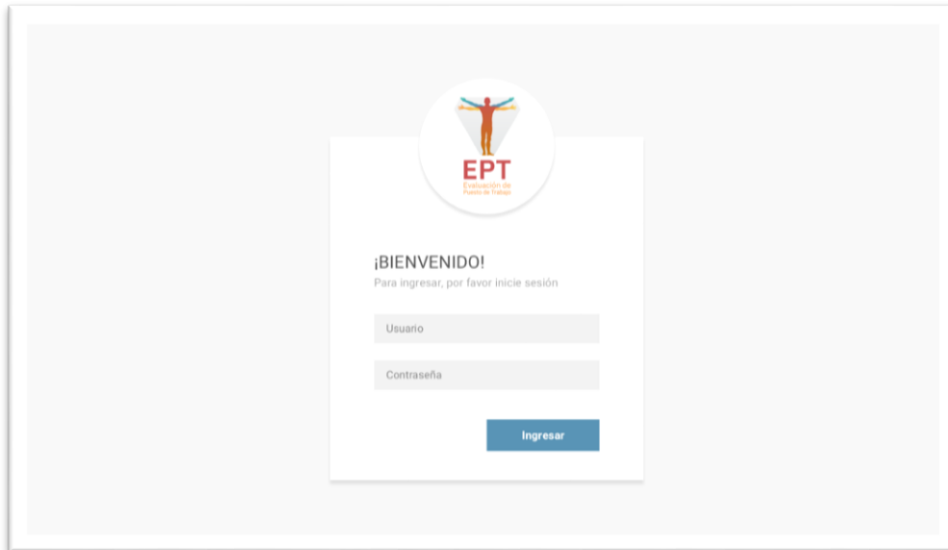 EPT
Evaluación de
Puesto de Trabajo
¡BIENVENIDO!
Para ingresar, por favor inicie sesión
Usuario
Contraseña
Ingresar